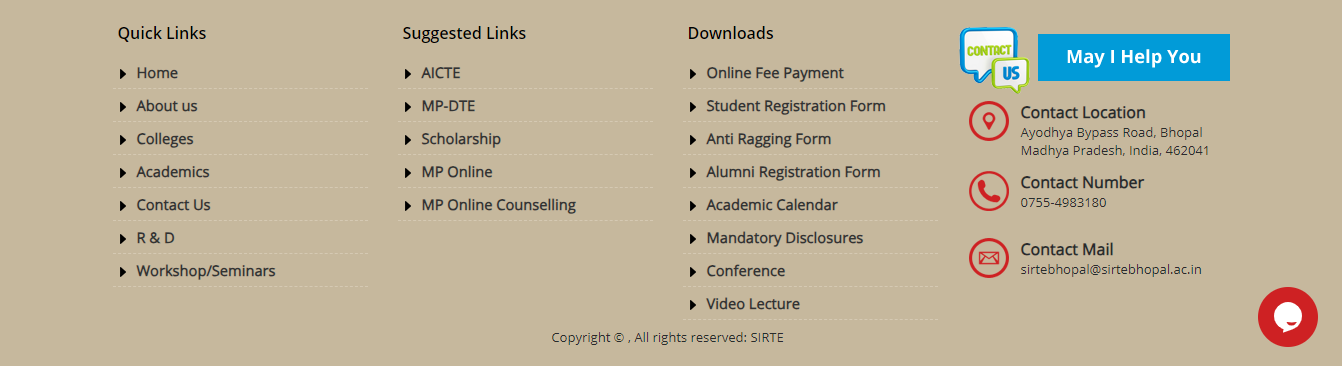 Quick Links
Home
About us
Colleges
Academics
Contact Us
R & D
Workshop/Seminars
Suggested Links
AICTE
MP-DTE
Scholarship
MP Online
MP Online Counselling
Downloads
Online Fee Payment
Student Registration Form
Anti Ragging Form
Alumni Registration Form
Academic Calendar
Mandatory Disclosures
Conference
Video Lecture
CONTACT
US
May I Help You
Contact Location
Ayodhya Bypass Road, Bhopal
Madhya Pradesh, India, 462041
Contact Number
0755-4983180
Contact Mail
sirtebhopal@sirtebhopal.ac.in
Copyright © , All rights reserved: SIRTE